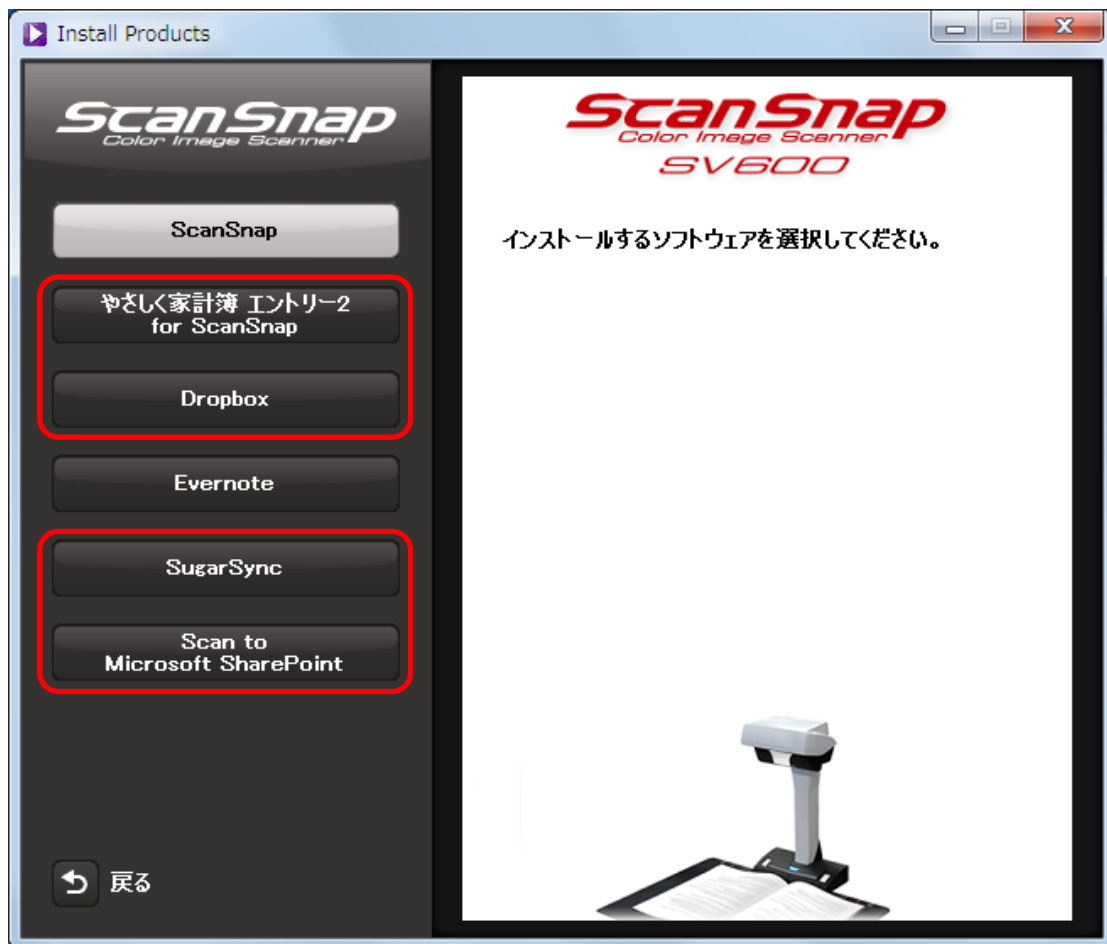 Install Products
ScanSnap
Color Image Scanner
ScanSnap
やさしく家計簿 エントリー2
for ScanSnap
Dropbox
Evernote
SugarSync
Scan to
Microsoft SharePoint
戻る
ScanSnap
Color Image Scanner
SV600
インストールするソフトウェアを選択してください。